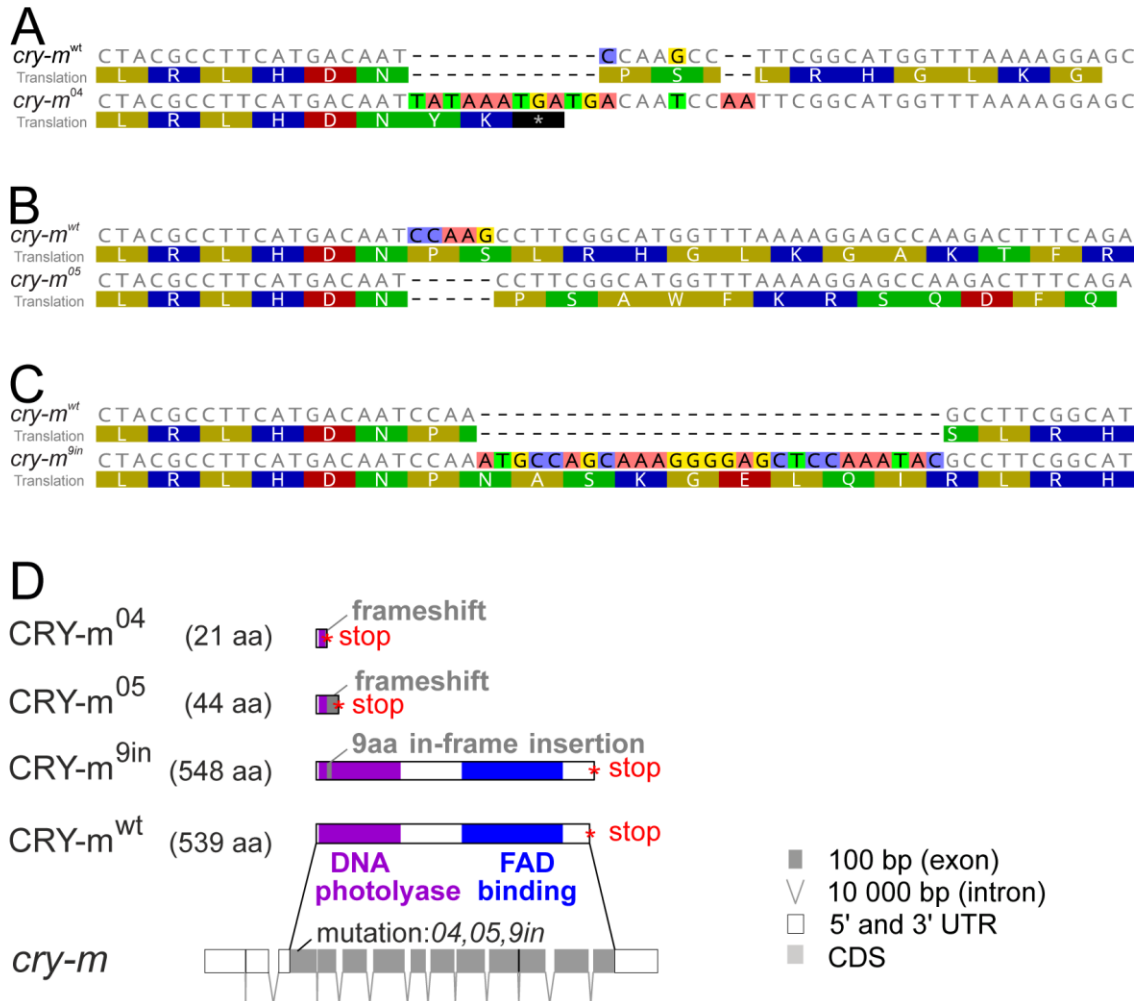 A
cry-m^wt CTACGCCTTCATGACAAT-----------CCAAGCC--TTCGGCATGGTTTAAAAGGAGC
Translation L R L H D N ----------- P S -- L R H G L K G
cry-m^04 CTACGCCTTCATGACAATTATAAATGATGACAATCCAATTCGGCATGGTTTAAAAGGAGC
Translation L R L H D N Y K *
B
cry-m^wt CTACGCCTTCATGACAATCCAAGCCTTCGGCATGGTTTAAAAGGAGCCAAGACTTTCAGA
Translation L R L H D N P S L R H G L K G A K T F R
cry-m^05 CTACGCCTTCATGACAAT-----CCTTCGGCATGGTTTAAAAGGAGCCAAGACTTTCAGA
Translation L R L H D N ----- P S A W F K R S Q D F Q
C
cry-m^wt CTACGCCTTCATGACAATCCAA---------------------------GCCTTCGGCAT
Translation L R L H D N P --------------------------- S L R H
cry-m^9in CTACGCCTTCATGACAATCCAAATGCCAGCAAAGGGGAGCTCCAAATACGCCTTCGGCAT
Translation L R L H D N P N A S K G E L Q I R L R H
D
frameshift
CRY-m^04 (21 aa) * stop
frameshift
CRY-m^05 (44 aa) * stop
9aa in-frame insertion
CRY-m^9in (548 aa) * stop
CRY-m^wt (539 aa) * stop
DNA photolyase
FAD binding
mutation:04,05,9in
cry-m
100 bp (exon)
10 000 bp (intron)
5' and 3' UTR
CDS